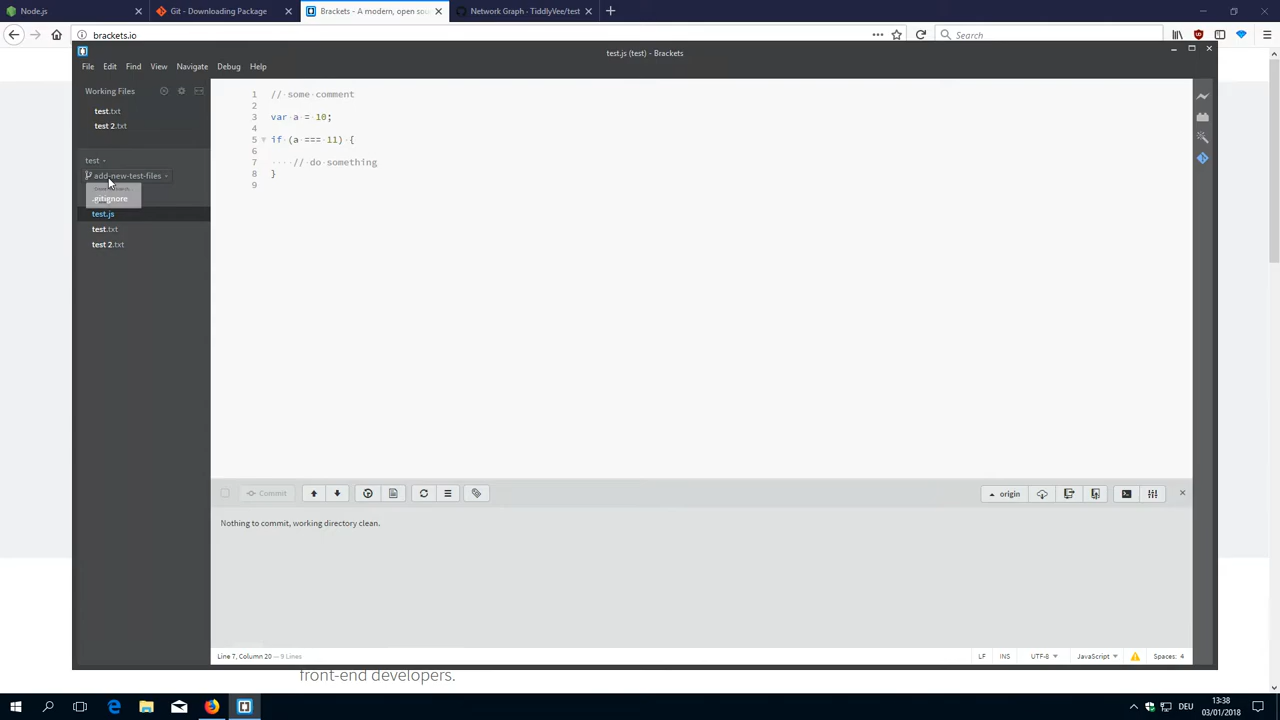 Node.js
Git - Downloading Package
Brackets - A modern, open sou
Network Graph · TiddlyVee/test
brackets.io
Search
test.js (test) - Brackets
File Edit Find View Navigate Debug Help
Working Files
test.txt
test 2.txt
test
add-new-test-files
.gitignore
test.js
test.txt
test 2.txt
1 // some comment
2
3 var a = 10;
4
5 if (a === 11) {
6
7 // do something
8 }
9
Commit
origin
Nothing to commit, working directory clean.
Line 7, Column 20 — 9 Lines
LF INS UTF-8 JavaScript Spaces: 4
front-end developers.
DEU
13:38
03/01/2018